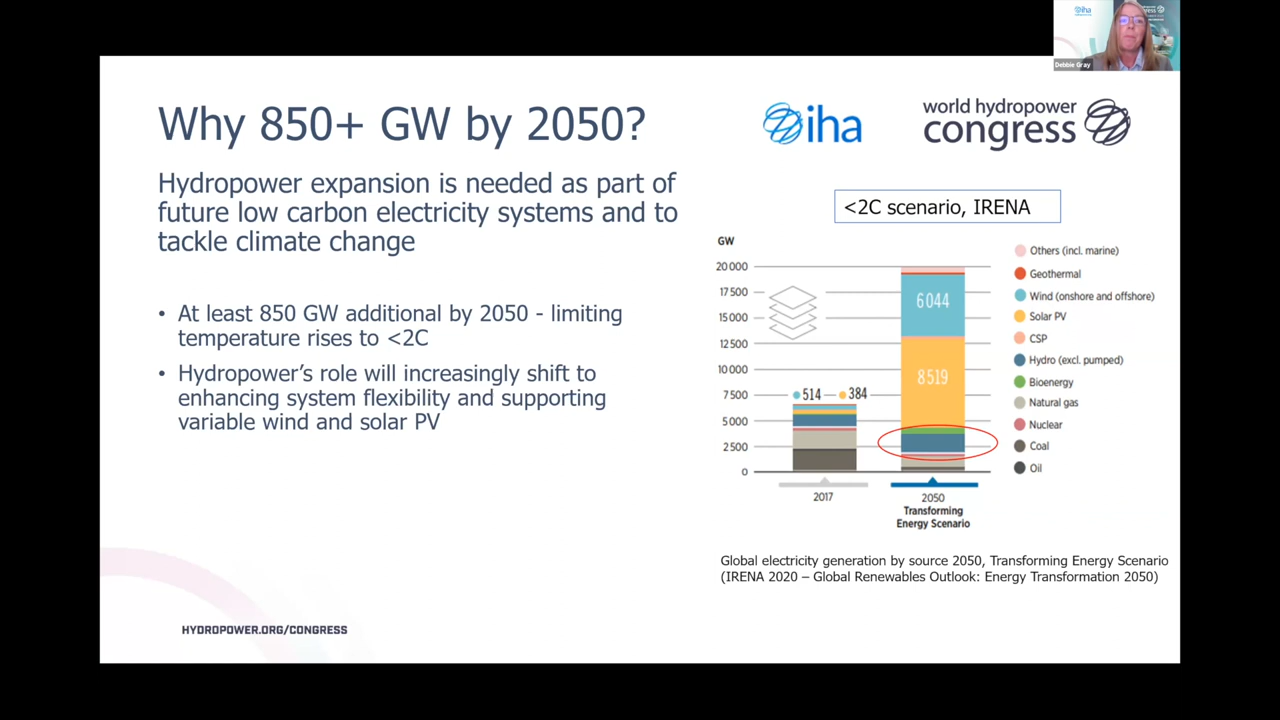 Debbie Gray
iha
Why 850+ GW by 2050?
iha
world hydropower
congress
Hydropower expansion is needed as part of
future low carbon electricity systems and to
tackle climate change
• At least 850 GW additional by 2050 - limiting
temperature rises to <2C
• Hydropower's role will increasingly shift to
enhancing system flexibility and supporting
variable wind and solar PV
<2C scenario, IRENA
GW
20 000
17 500
15 000
12 500
10 000
7 500
5 000
2 500
0
514
384
6 044
8 519
2017
2050
Transforming
Energy Scenario
Others (incl. marine)
Geothermal
Wind (onshore and offshore)
Solar PV
CSP
Hydro (excl. pumped)
Bioenergy
Natural gas
Nuclear
Coal
Oil
Global electricity generation by source 2050, Transforming Energy Scenario
(IRENA 2020 – Global Renewables Outlook: Energy Transformation 2050)
HYDROPOWER.ORG/CONGRESS